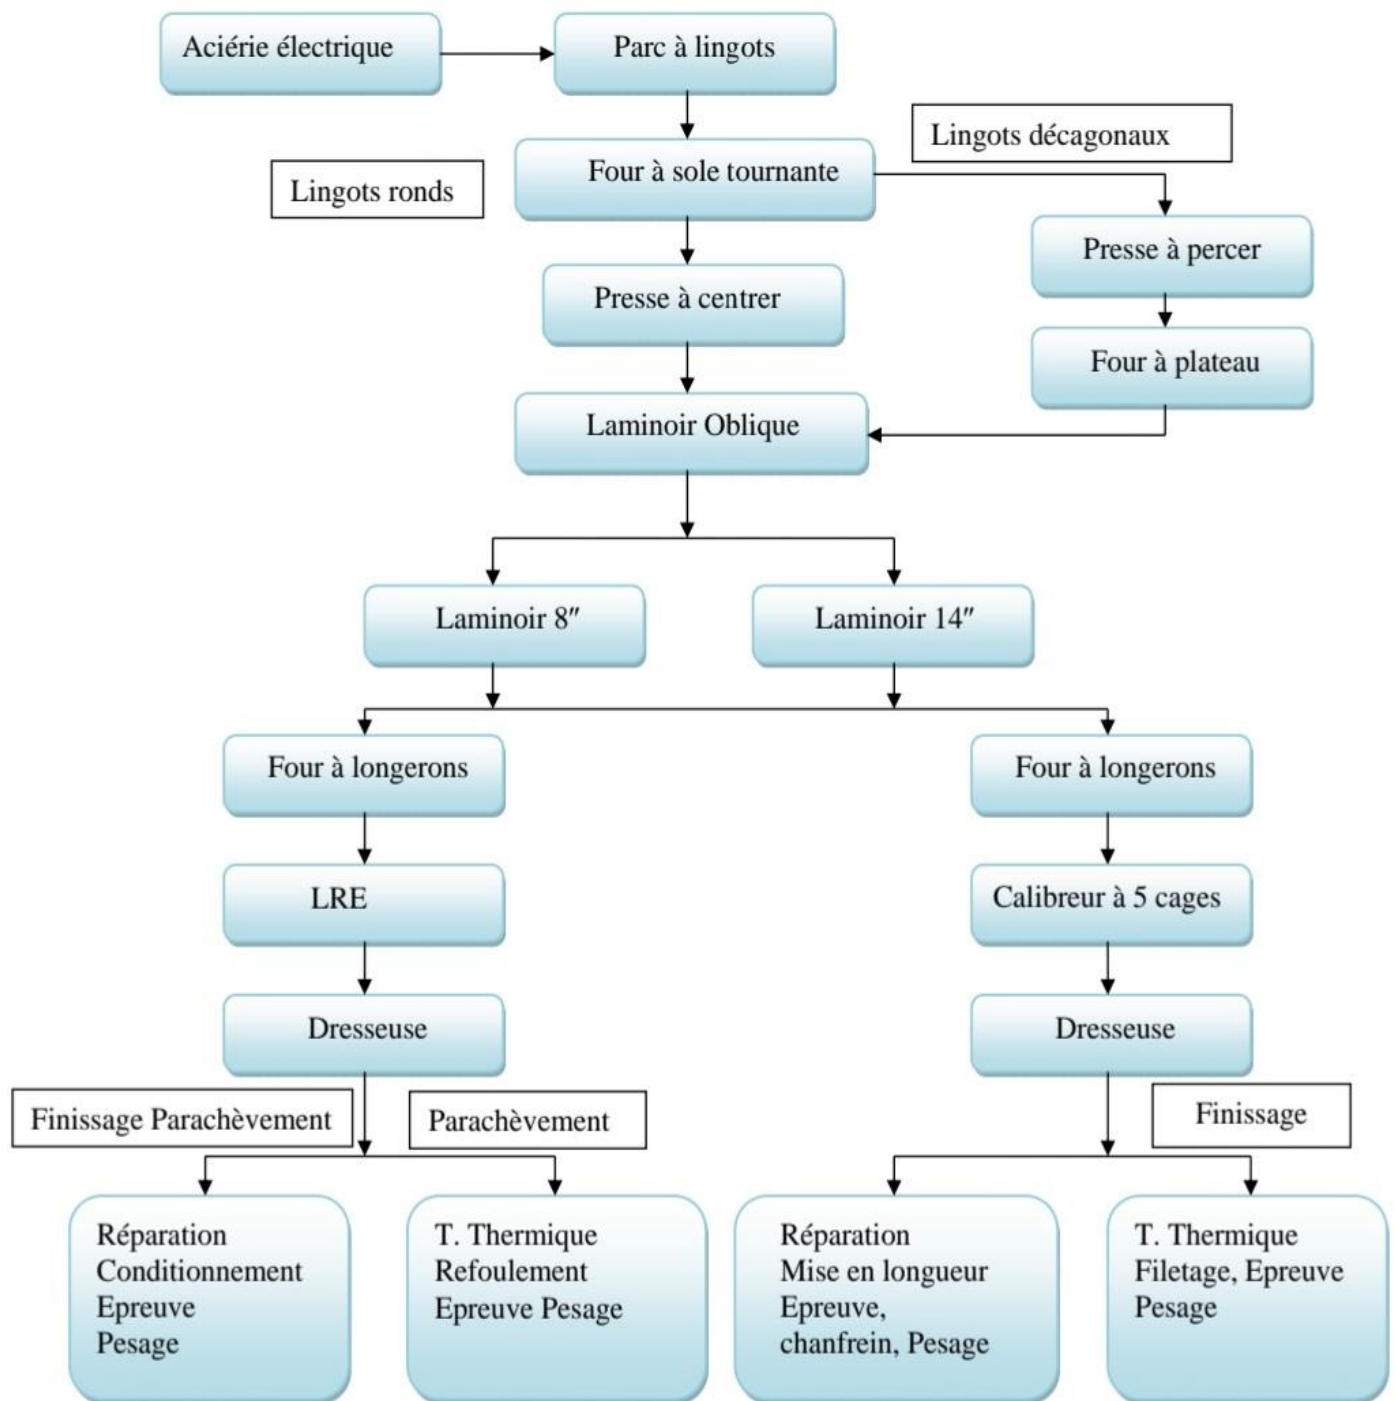 Aciérie électrique
Parc à lingots
Lingots décagonaux
Four à sole tournante
Lingots ronds
Presse à percer
Presse à centrer
Four à plateau
Laminoir Oblique
Laminoir 8″
Laminoir 14″
Four à longerons
Four à longerons
LRE
Calibreur à 5 cages
Dresseuse
Dresseuse
Finissage Parachèvement
Parachèvement
Finissage
Réparation
Conditionnement
Epreuve
Pesage
T. Thermique
Refoulement
Epreuve Pesage
Réparation
Mise en longueur
Epreuve,
chanfrein, Pesage
T. Thermique
Filetage, Epreuve
Pesage